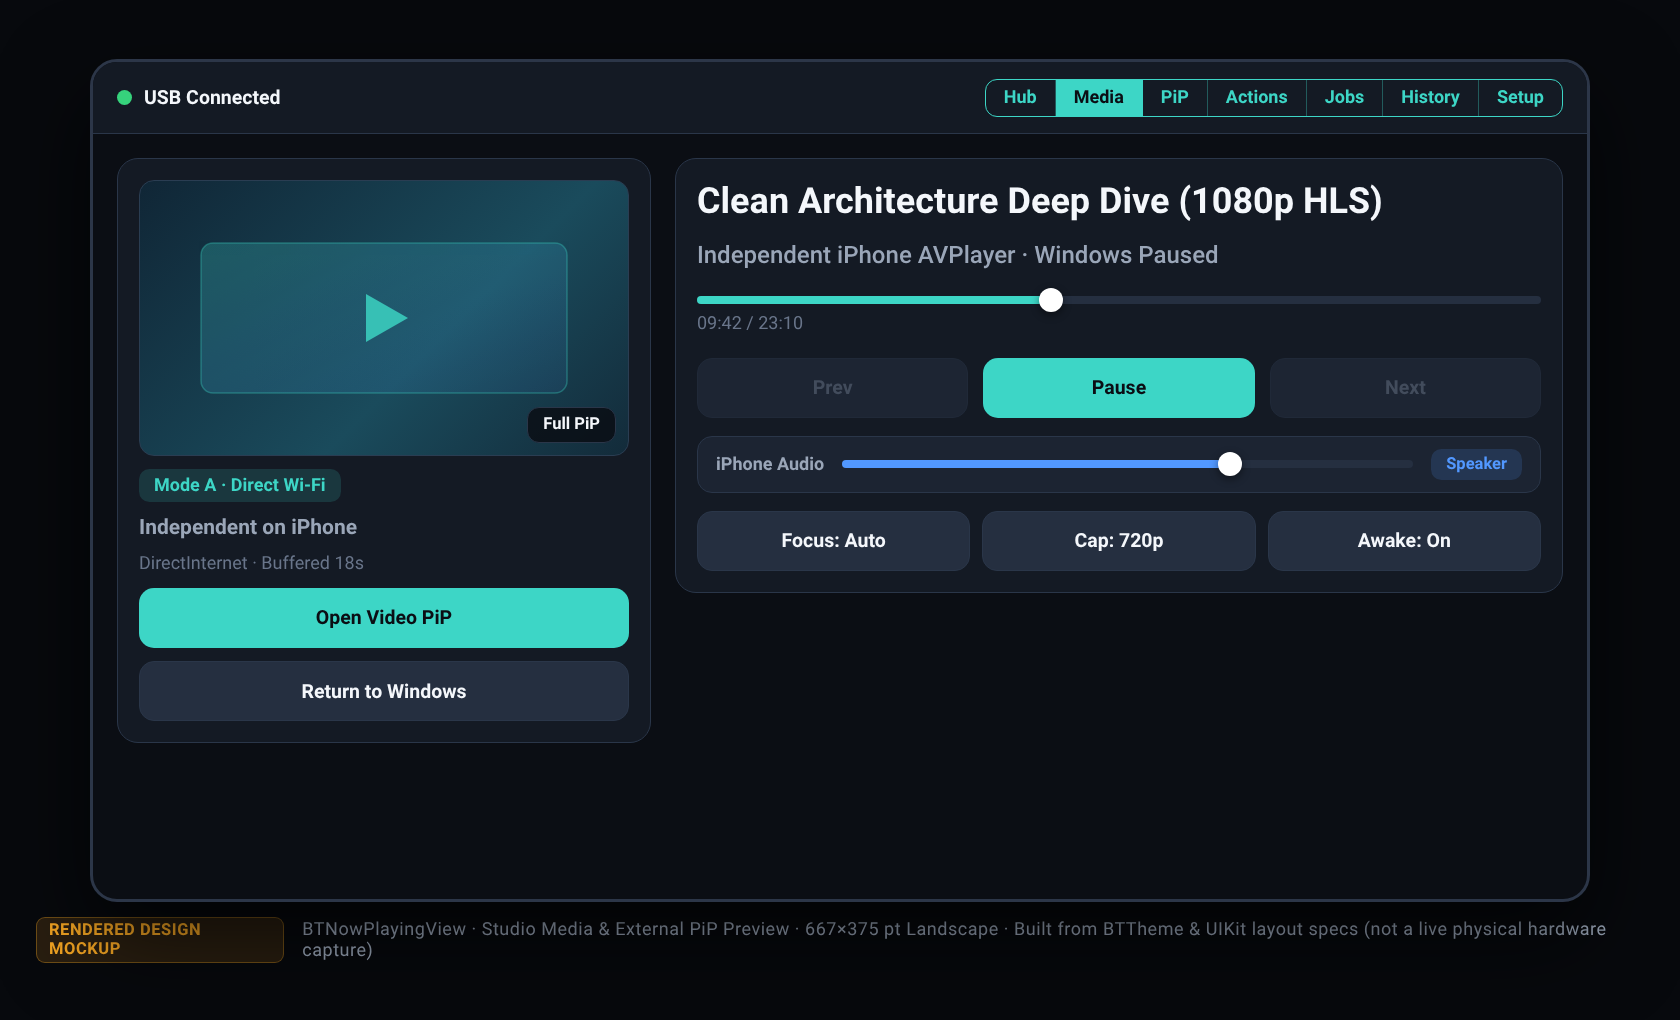 USB Connected
Hub Media PiP Actions Jobs History Setup
Full PiP
Mode A · Direct Wi-Fi
Independent on iPhone
DirectInternet · Buffered 18s
Open Video PiP
Return to Windows
Clean Architecture Deep Dive (1080p HLS)
Independent iPhone AVPlayer · Windows Paused
09:42 / 23:10
Prev Pause Next
iPhone Audio Speaker
Focus: Auto Cap: 720p Awake: On
RENDERED DESIGN
MOCKUP
BTNowPlayingView · Studio Media & External PiP Preview · 667×375 pt Landscape · Built from BTTheme & UIKit layout specs (not a live physical hardware
capture)